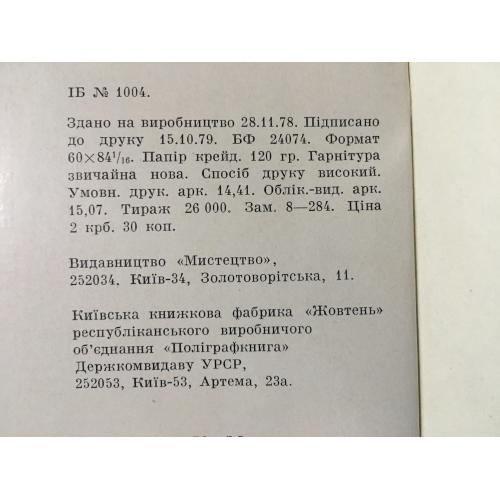 ІБ № 1004.
Здано на виробництво 28.11.78. Підписано
до друку 15.10.79. БФ 24074. Формат
60×84¹/₁₆. Папір крейд. 120 гр. Гарнітура
звичайна нова. Спосіб друку високий.
Умовн. друк. арк. 14,41. Облік.-вид. арк.
15,07. Тираж 26 000. Зам. 8—284. Ціна
2 крб. 30 коп.
Видавництво «Мистецтво»,
252034, Київ-34, Золотоворітська, 11.
Київська книжкова фабрика «Жовтень»
республіканського виробничого
об’єднання «Поліграфкнига»
Держкомвидаву УРСР,
252053, Київ-53, Артема, 23а.